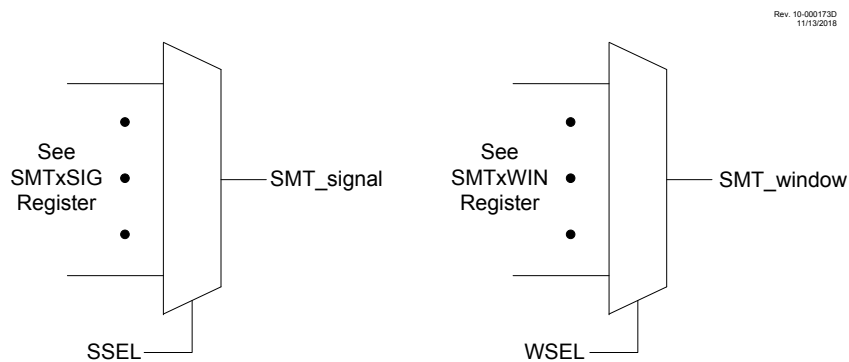 Rev. 10-000173D
11/13/2018
See
SMTxSIG
Register
SMT_signal
SSEL
See
SMTxWIN
Register
SMT_window
WSEL